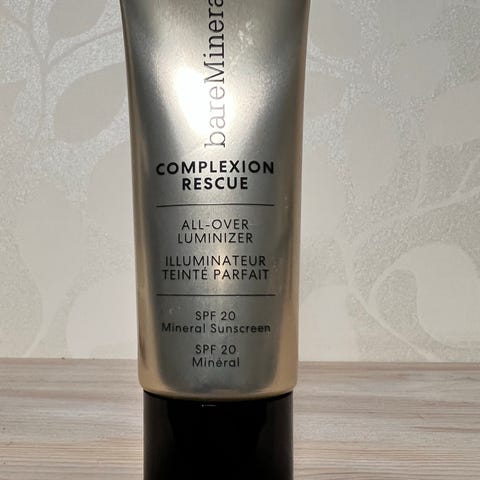 bareMinera
COMPLEXION
RESCUE
ALL-OVER
LUMINIZER
ILLUMINATEUR
TEINTÉ PARFAIT
SPF 20
Mineral Sunscreen
SPF 20
Minéral